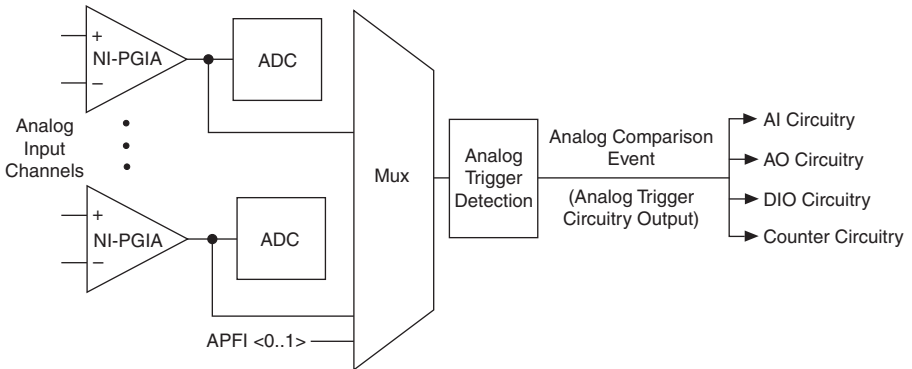 +
NI-PGIA
−
ADC
Analog
Input
Channels
+
NI-PGIA
−
ADC
APFI <0..1>
Mux
Analog
Trigger
Detection
Analog Comparison
Event
(Analog Trigger
Circuitry Output)
AI Circuitry
AO Circuitry
DIO Circuitry
Counter Circuitry